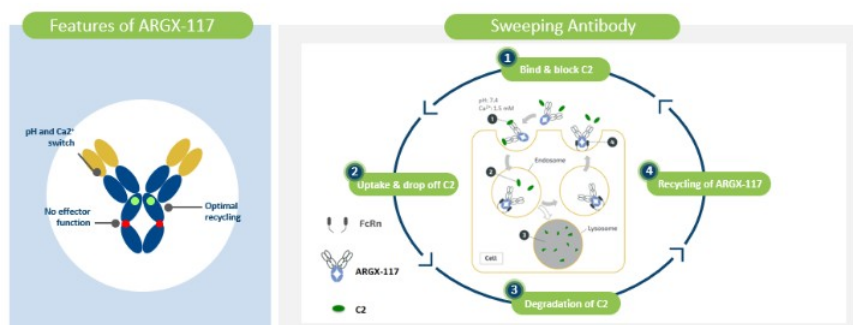 Features of ARGX-117
pH and Ca2+
switch
No effector
function
Optimal
recycling
Sweeping Antibody
1
Bind & block C2
pH: 7.4
Ca2+: 1.5 mM
1
4
2
Endosome
3
Lysosome
Cell
2
Uptake & drop off C2
4
Recycling of ARGX-117
FcRn
ARGX-117
C2
3
Degradation of C2